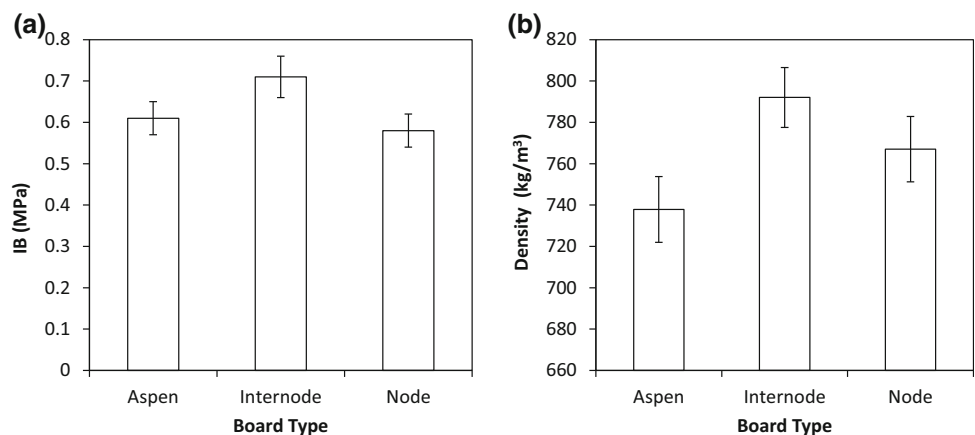 (a)
0.8
0.7
0.6
0.5
0.4
0.3
0.2
0.1
0
IB (MPa)
Aspen Internode Node
Board Type
(b)
820
800
780
760
740
720
700
680
660
Density (kg/m³)
Aspen Internode Node
Board Type